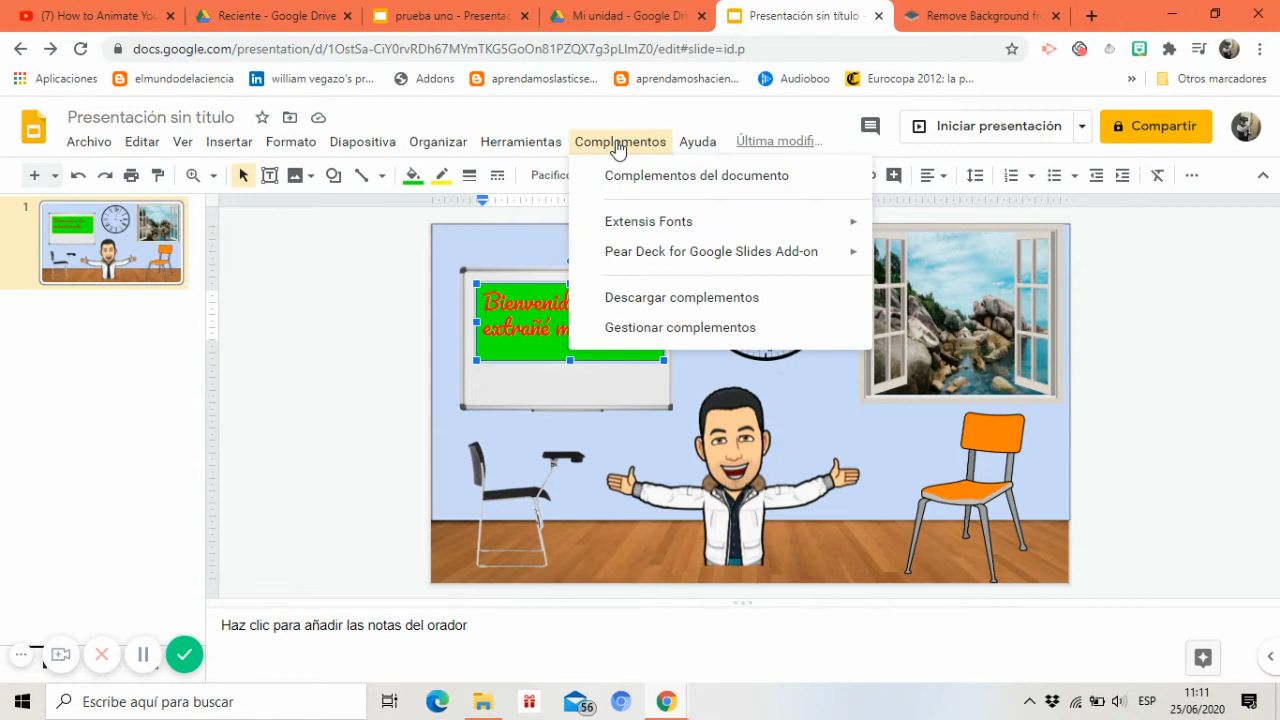 (7) How to Animate You
Reciente - Google Drive
prueba uno - Presentac
Mi unidad - Google Dri
Presentación sin título -
Remove Background fr
docs.google.com/presentation/d/1OstSa-CiY0rvRDh67MYmTKG5GoOn81PZQX7g3pLImZ0/edit#slide=id.p
Aplicaciones
elmundodelaciencia
william vegazo's pr...
Addons
aprendamoslasticse...
aprendamoshacien...
Audioboo
Eurocopa 2012: la p...
»
Otros marcadores
Presentación sin título
Archivo Editar Ver Insertar Formato Diapositiva Organizar Herramientas Complementos Ayuda Última modifi...
Iniciar presentación
Compartir
Pacífico
Complementos del documento
Extensis Fonts
Pear Deck for Google Slides Add-on
Descargar complementos
Gestionar complementos
1
Bienvenid
extrañé m
Haz clic para añadir las notas del orador
Escribe aquí para buscar
56
ESP
11:11
25/06/2020